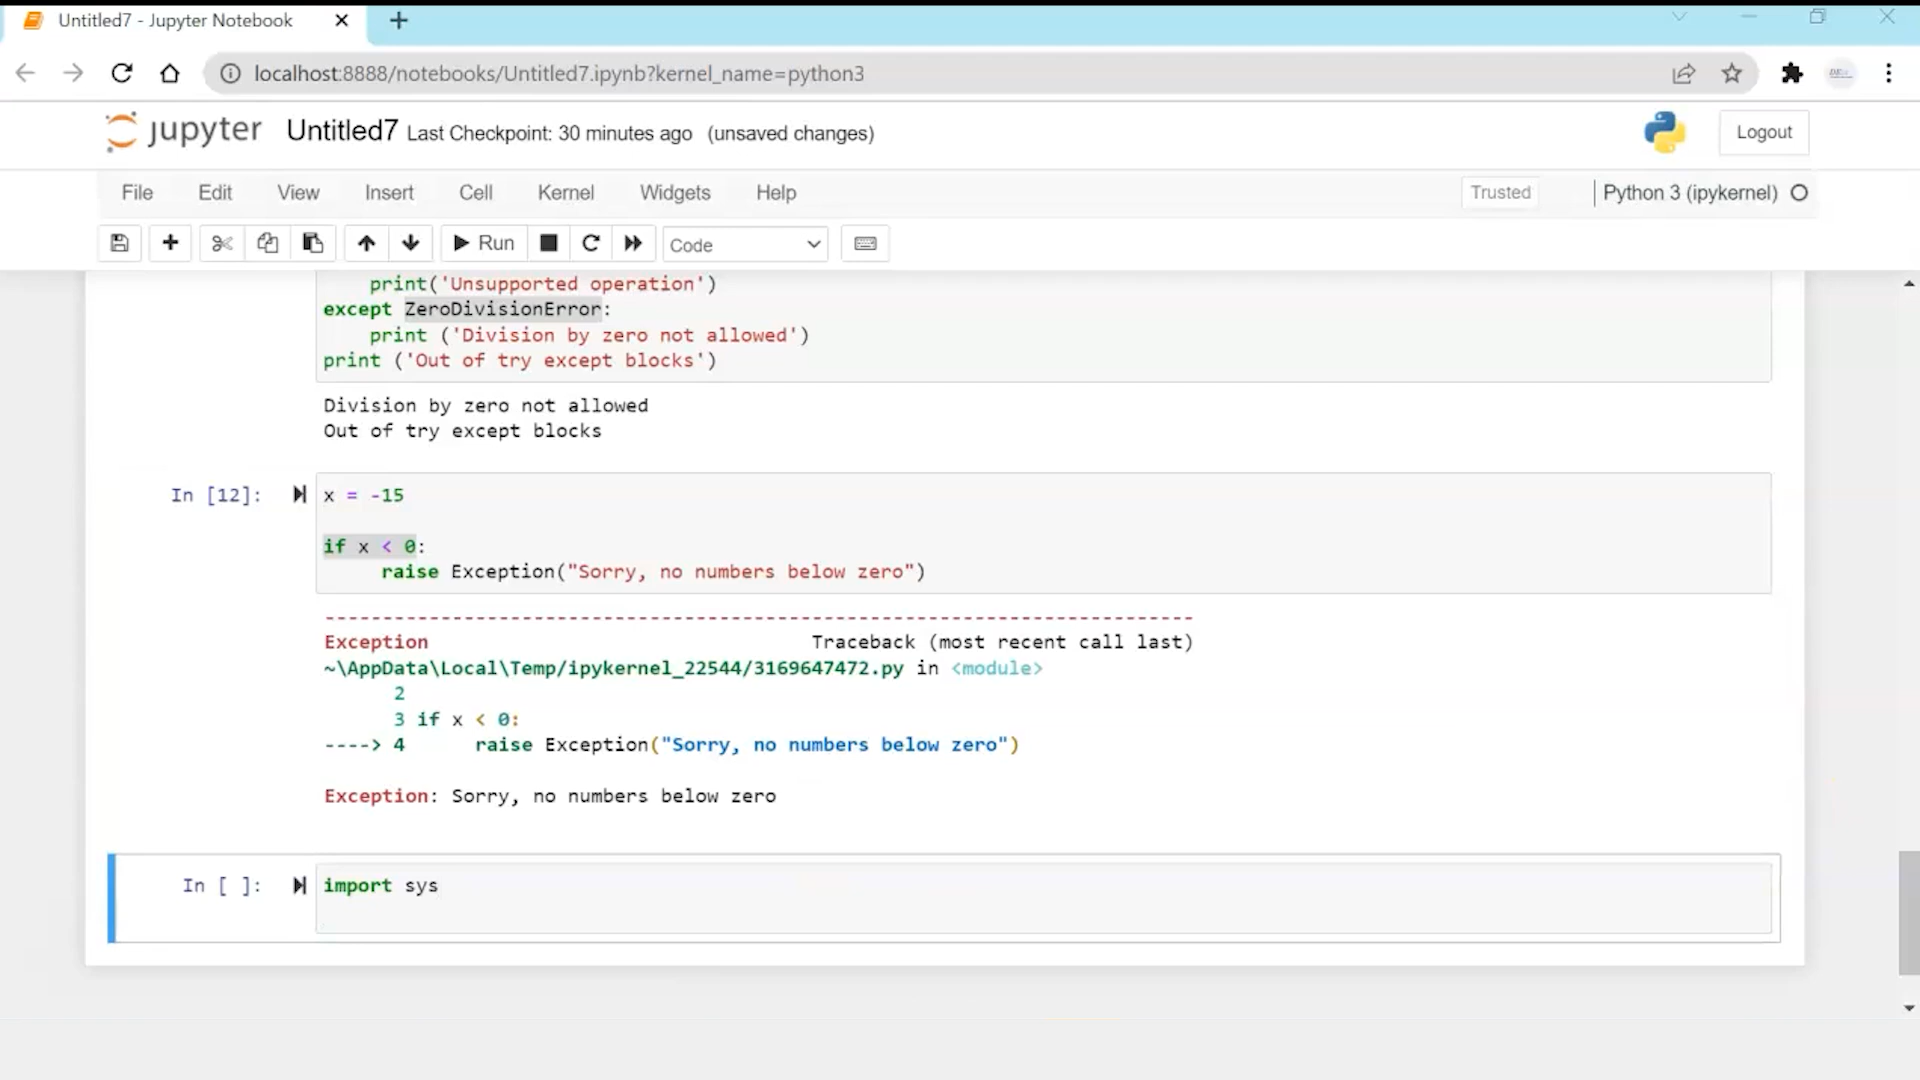 Untitled7 - Jupyter Notebook
localhost:8888/notebooks/Untitled7.ipynb?kernel_name=python3
jupyter Untitled7 Last Checkpoint: 30 minutes ago (unsaved changes)
Logout
File Edit View Insert Cell Kernel Widgets Help
Trusted
Python 3 (ipykernel)
Run
Code
print('Unsupported operation')
except ZeroDivisionError:
print ('Division by zero not allowed')
print ('Out of try except blocks')
Division by zero not allowed
Out of try except blocks
In [12]:
x = -15
if x < 0:
raise Exception("Sorry, no numbers below zero")
---------------------------------------------------------------------------
Exception Traceback (most recent call last)
~\AppData\Local\Temp/ipykernel_22544/3169647472.py in <module>
2
3 if x < 0:
----> 4 raise Exception("Sorry, no numbers below zero")
Exception: Sorry, no numbers below zero
In [ ]:
import sys